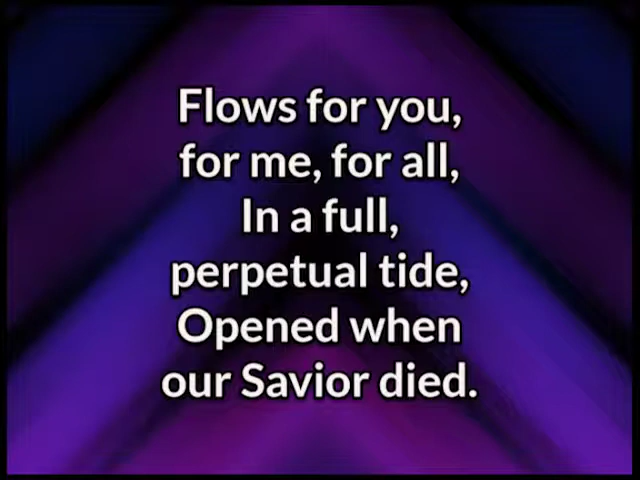 Flows for you,
for me, for all,
In a full,
perpetual tide,
Opened when
our Savior died.